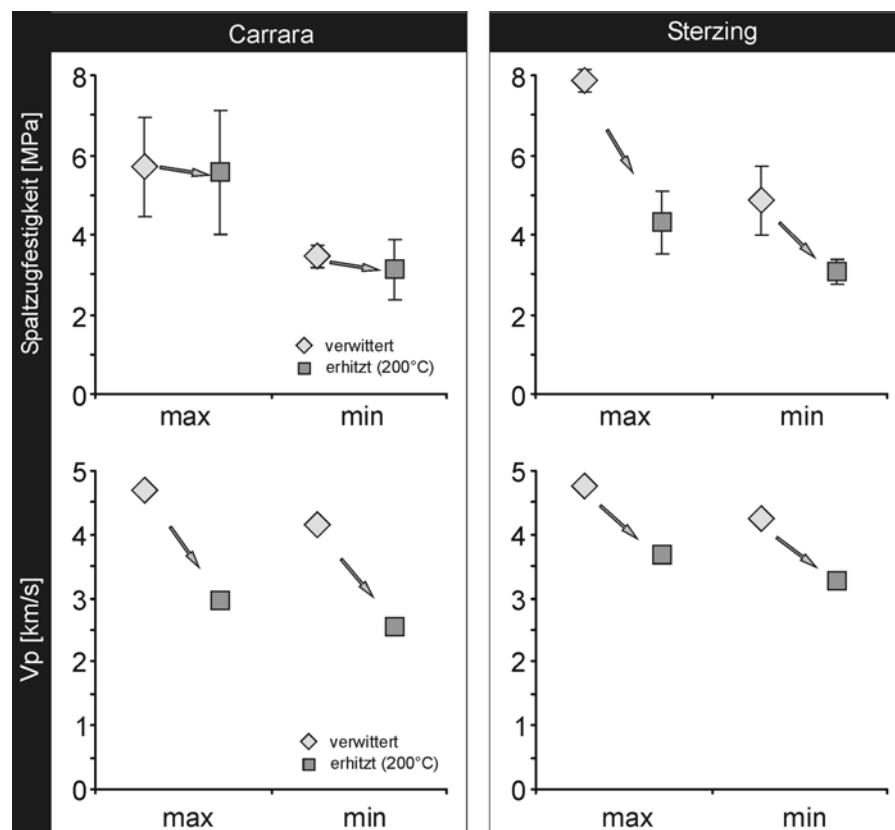 Carrara
Sterzing
Spaltzugfestigkeit [MPa]
8
6
4
2
0
verwittert
erhitzt (200°C)
max
min
8
6
4
2
0
max
min
Vp [km/s]
5
4
3
2
1
0
verwittert
erhitzt (200°C)
max
min
5
4
3
2
1
0
max
min